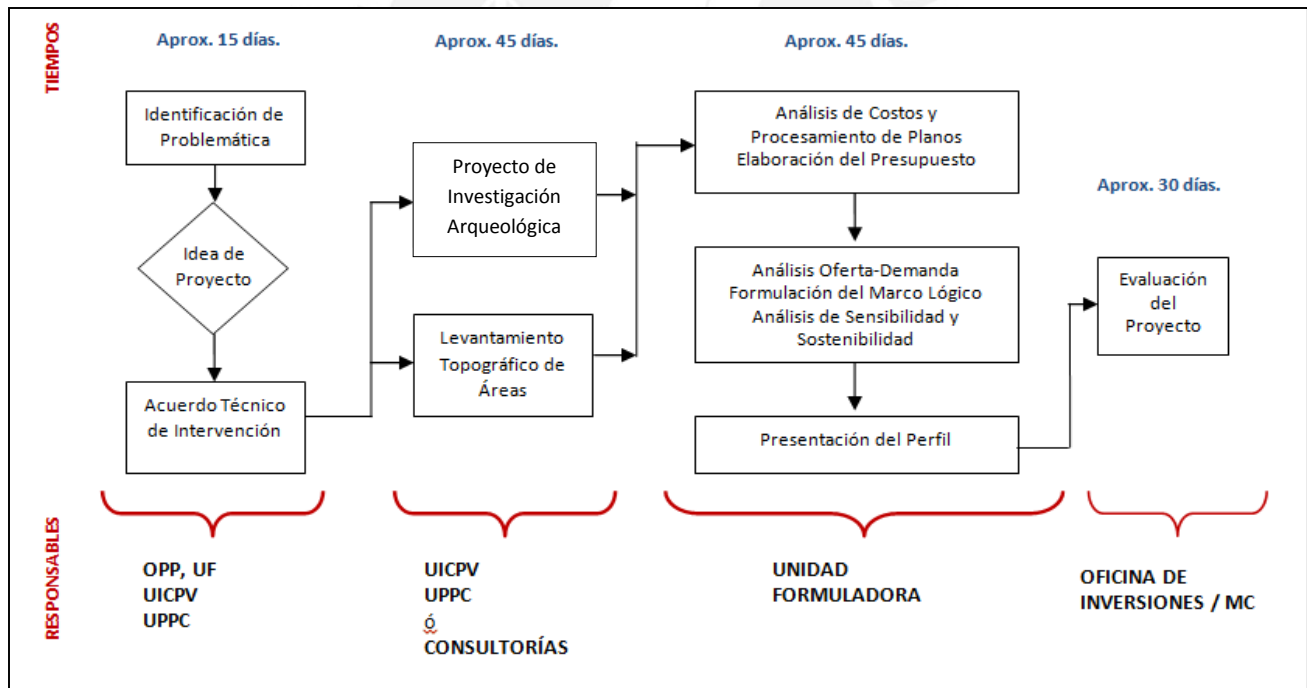 TIEMPOS
Aprox. 15 días.
Aprox. 45 días.
Aprox. 45 días.
Identificación de
Problemática
Idea de
Proyecto
Acuerdo Técnico
de Intervención
Proyecto de
Investigación
Arqueológica
Levantamiento
Topográfico de
Áreas
Análisis de Costos y
Procesamiento de Planos
Elaboración del Presupuesto
Análisis Oferta-Demanda
Formulación del Marco Lógico
Análisis de Sensibilidad y
Sostenibilidad
Presentación del Perfil
Aprox. 30 días.
Evaluación
del
Proyecto
RESPONSABLES
OPP, UF
UICPV
UPPC
UICPV
UPPC
ó
CONSULTORÍAS
UNIDAD
FORMULADORA
OFICINA DE
INVERSIONES / MC